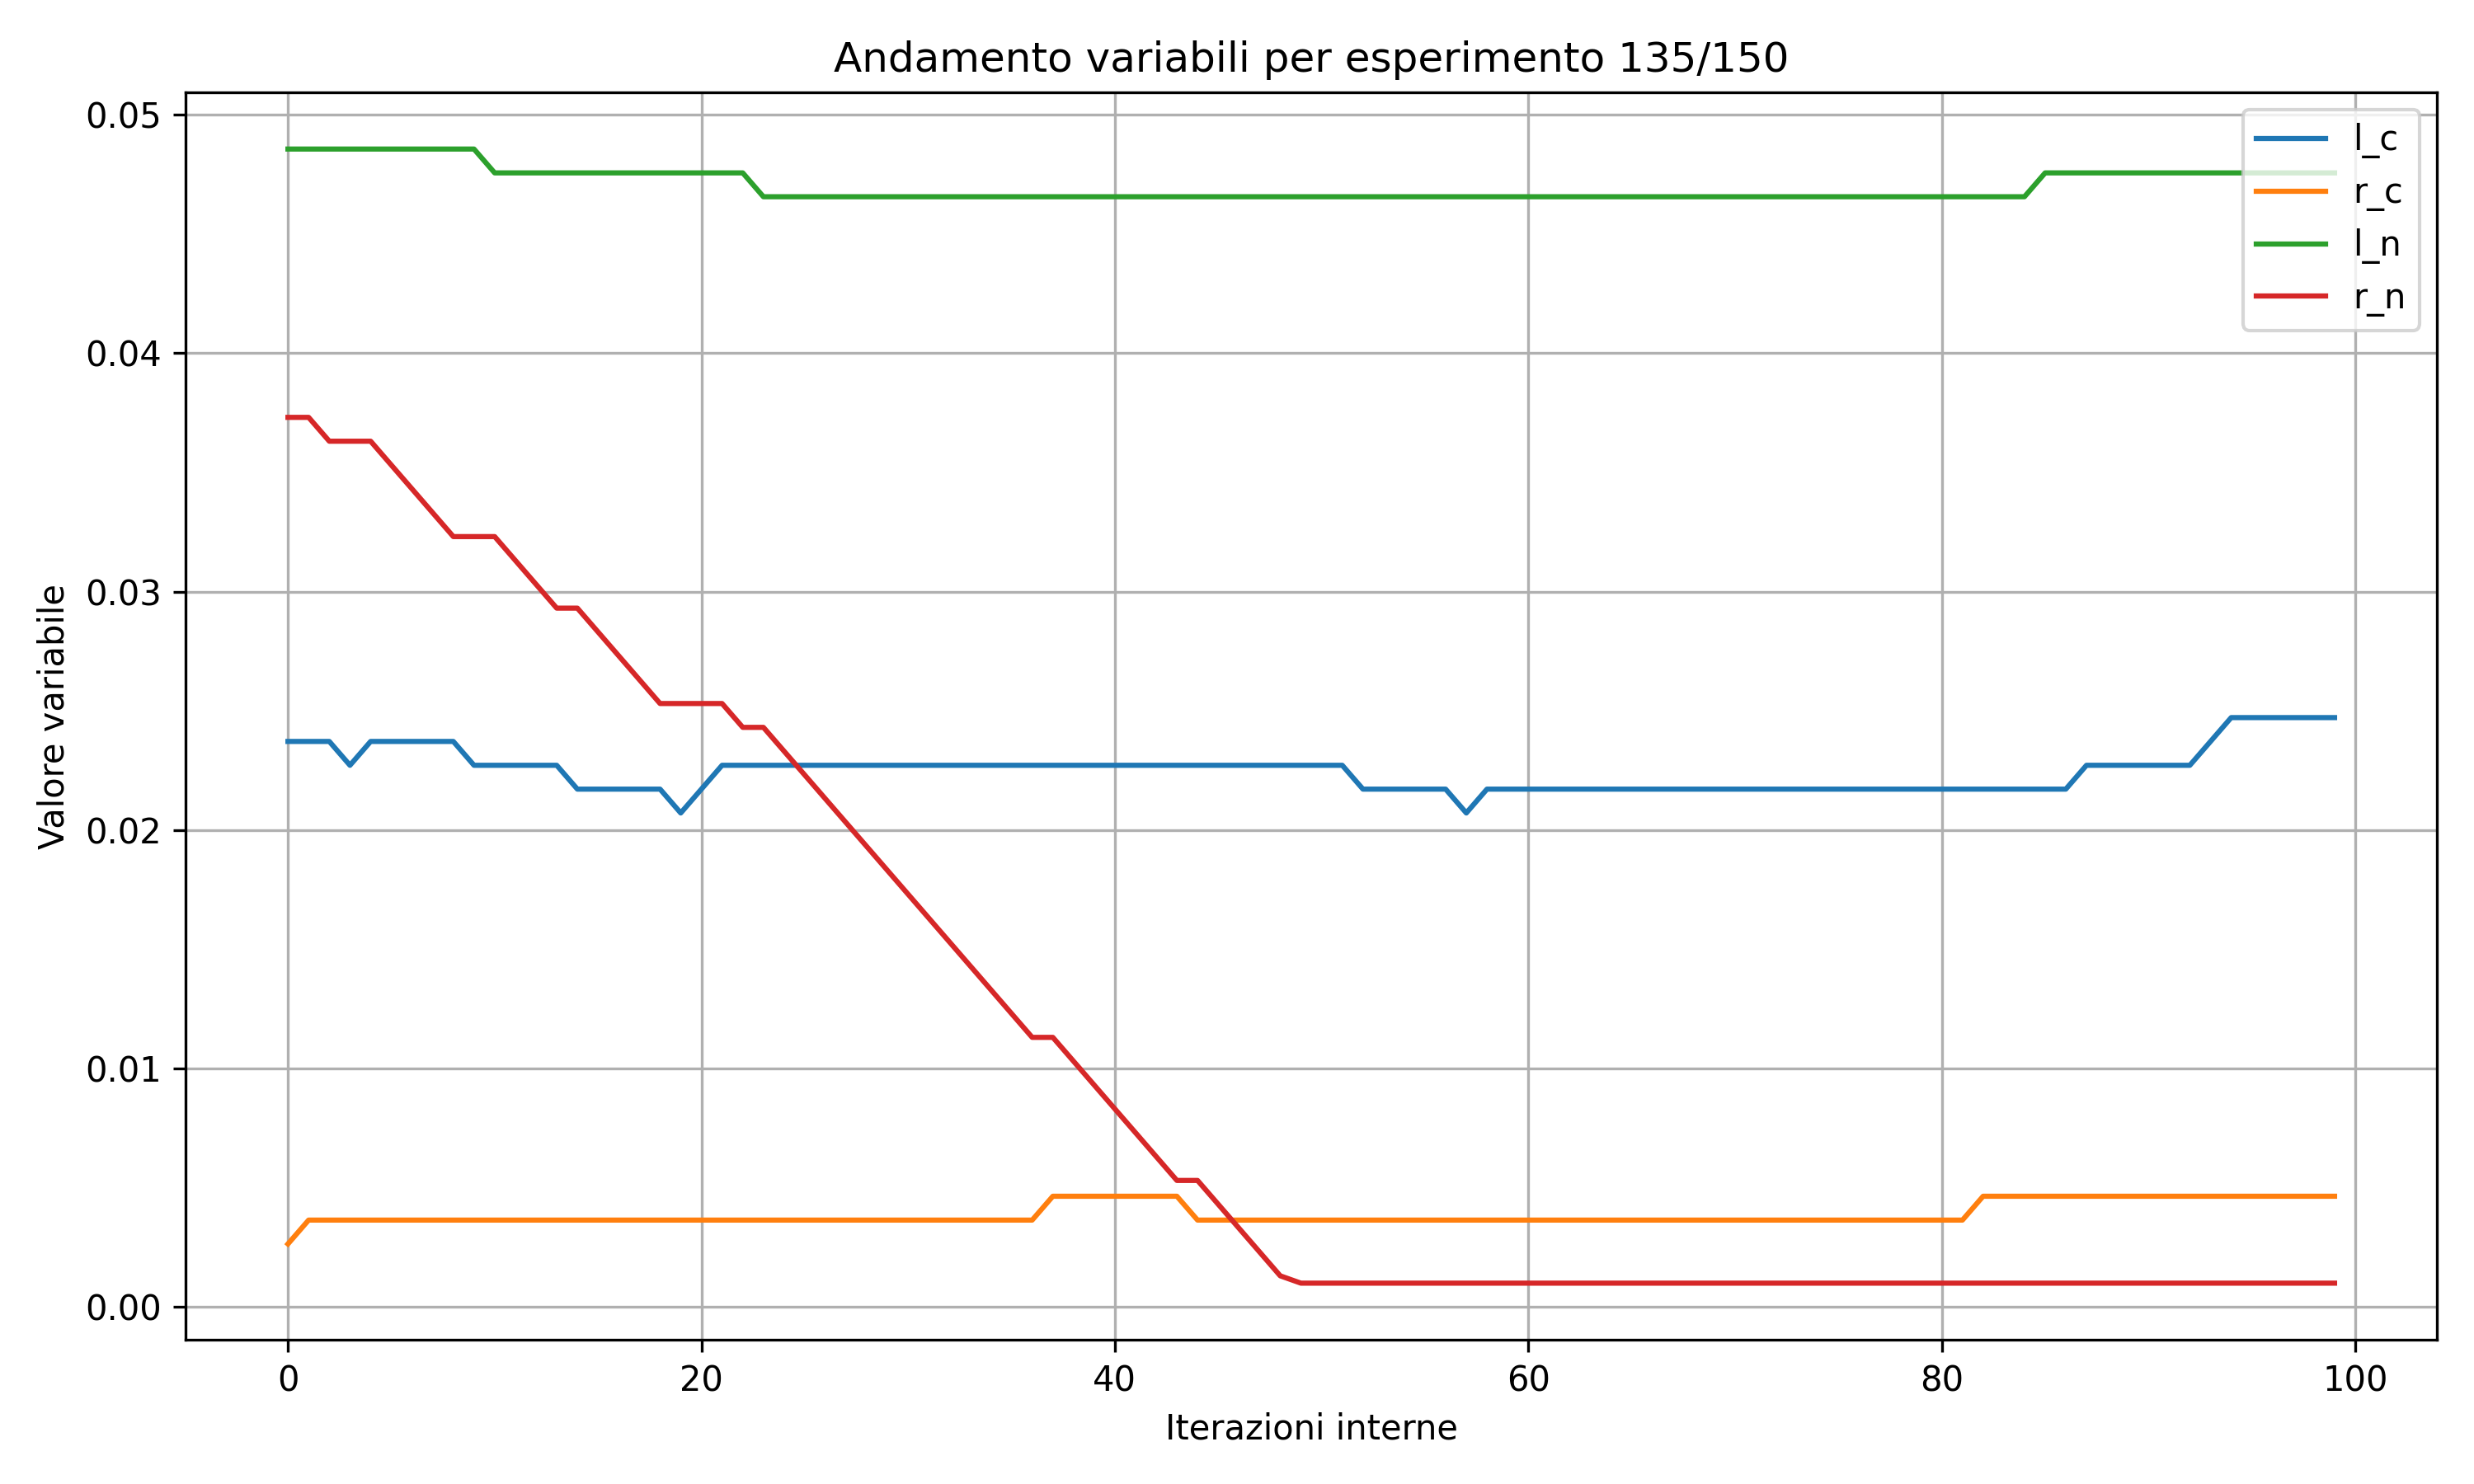 Andamento variabili per esperimento 135/150
Valore variabile
0.05
0.04
0.03
0.02
0.01
0.00
l_c
r_c
l_n
r_n
0 20 40 60 80 100
Iterazioni interne